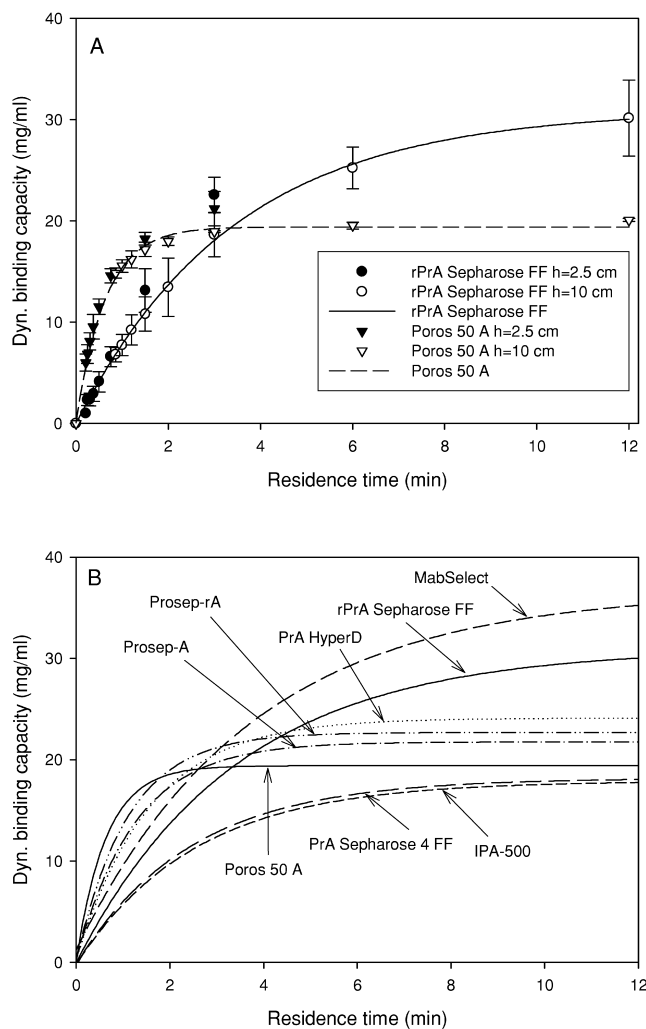 A
40
30
20
10
0
Dyn. binding capacity (mg/ml)
rPrA Sepharose FF h=2.5 cm
rPrA Sepharose FF h=10 cm
rPrA Sepharose FF
Poros 50 A h=2.5 cm
Poros 50 A h=10 cm
Poros 50 A
0 2 4 6 8 10 12
Residence time (min)
B
40
30
20
10
0
Dyn. binding capacity (mg/ml)
MabSelect
Prosep-rA
rPrA Sepharose FF
PrA HyperD
Prosep-A
PrA Sepharose 4 FF
IPA-500
Poros 50 A
0 2 4 6 8 10 12
Residence time (min)